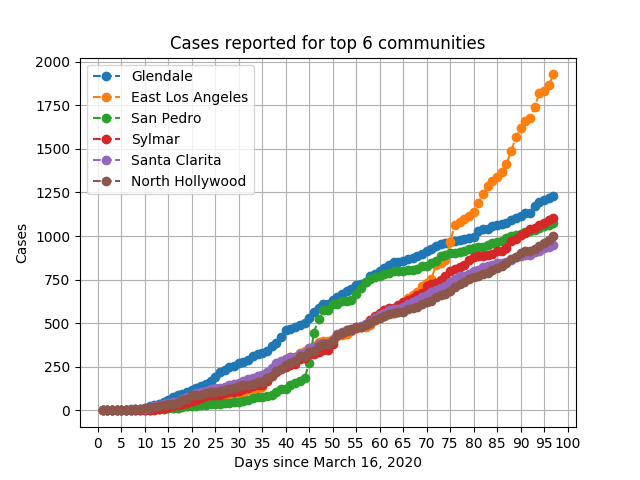 Cases reported for top 6 communities
2000
1750
1500
1250
1000
750
500
250
0
Cases
Glendale
East Los Angeles
San Pedro
Sylmar
Santa Clarita
North Hollywood
0 5 10 15 20 25 30 35 40 45 50 55 60 65 70 75 80 85 90 95 100
Days since March 16, 2020